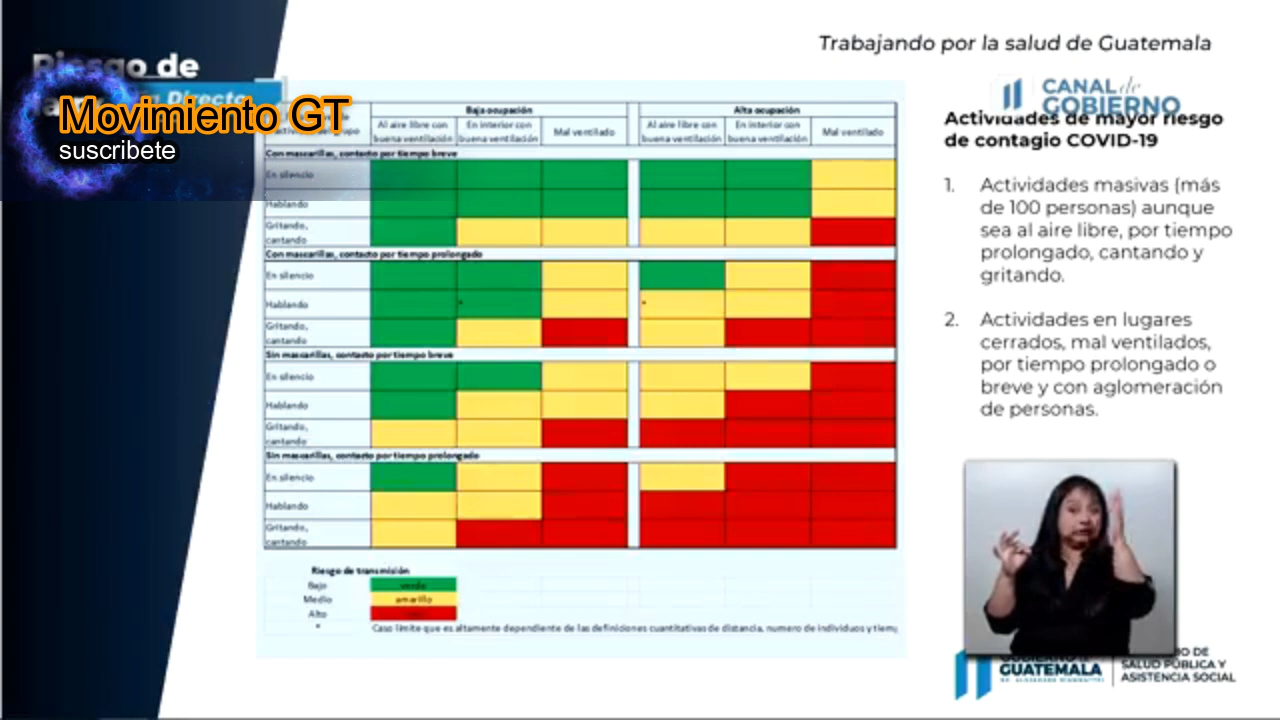 Trabajando por la salud de Guatemala
Riesgo de
Directo
Movimiento GT
suscribete
CANAL de
GOBIERNO
Baja ocupación
Alta ocupación
Al aire libre con buena ventilación
En interior con buena ventilación
Mal ventilado
Al aire libre con buena ventilación
En interior con buena ventilación
Mal ventilado
Con mascarillas, contacto por tiempo breve
En silencio
Hablando
Gritando,
cantando
Con mascarillas, contacto por tiempo prolongado
En silencio
Hablando
Gritando,
cantando
Sin mascarillas, contacto por tiempo breve
En silencio
Hablando
Gritando,
cantando
Sin mascarillas, contacto por tiempo prolongado
En silencio
Hablando
Gritando,
cantando
Riesgo de transmisión
Bajo verde
Medio amarillo
Alto
* Caso límite que es altamente dependiente de las definiciones cuantitativas de distancia, numero de individuos y
Actividades de mayor riesgo
de contagio COVID-19
1. Actividades masivas (más
de 100 personas) aunque
sea al aire libre, por tiempo
prolongado, cantando y
gritando.
2. Actividades en lugares
cerrados, mal ventilados,
por tiempo prolongado o
breve y con aglomeración
de personas.
GUATEMALA
DE
SALUD PÚBLICA Y
ASISTENCIA SOCIAL